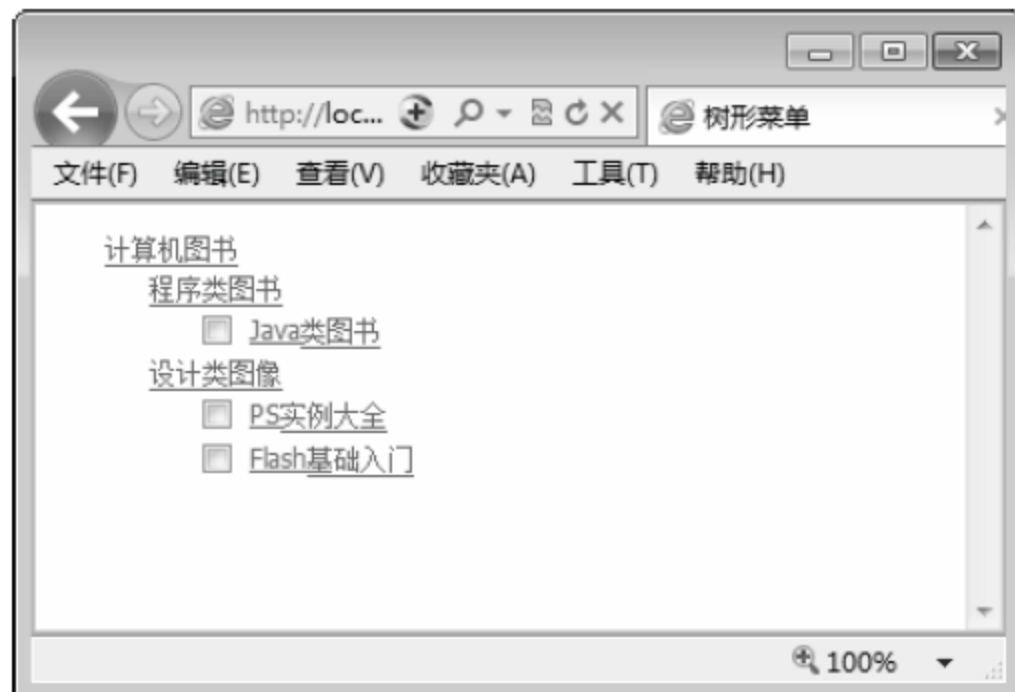 http://loc...
树形菜单
文件(F) 编辑(E) 查看(V) 收藏夹(A) 工具(T) 帮助(H)
计算机图书
程序类图书
Java类图书
设计类图像
PS实例大全
Flash基础入门
100%